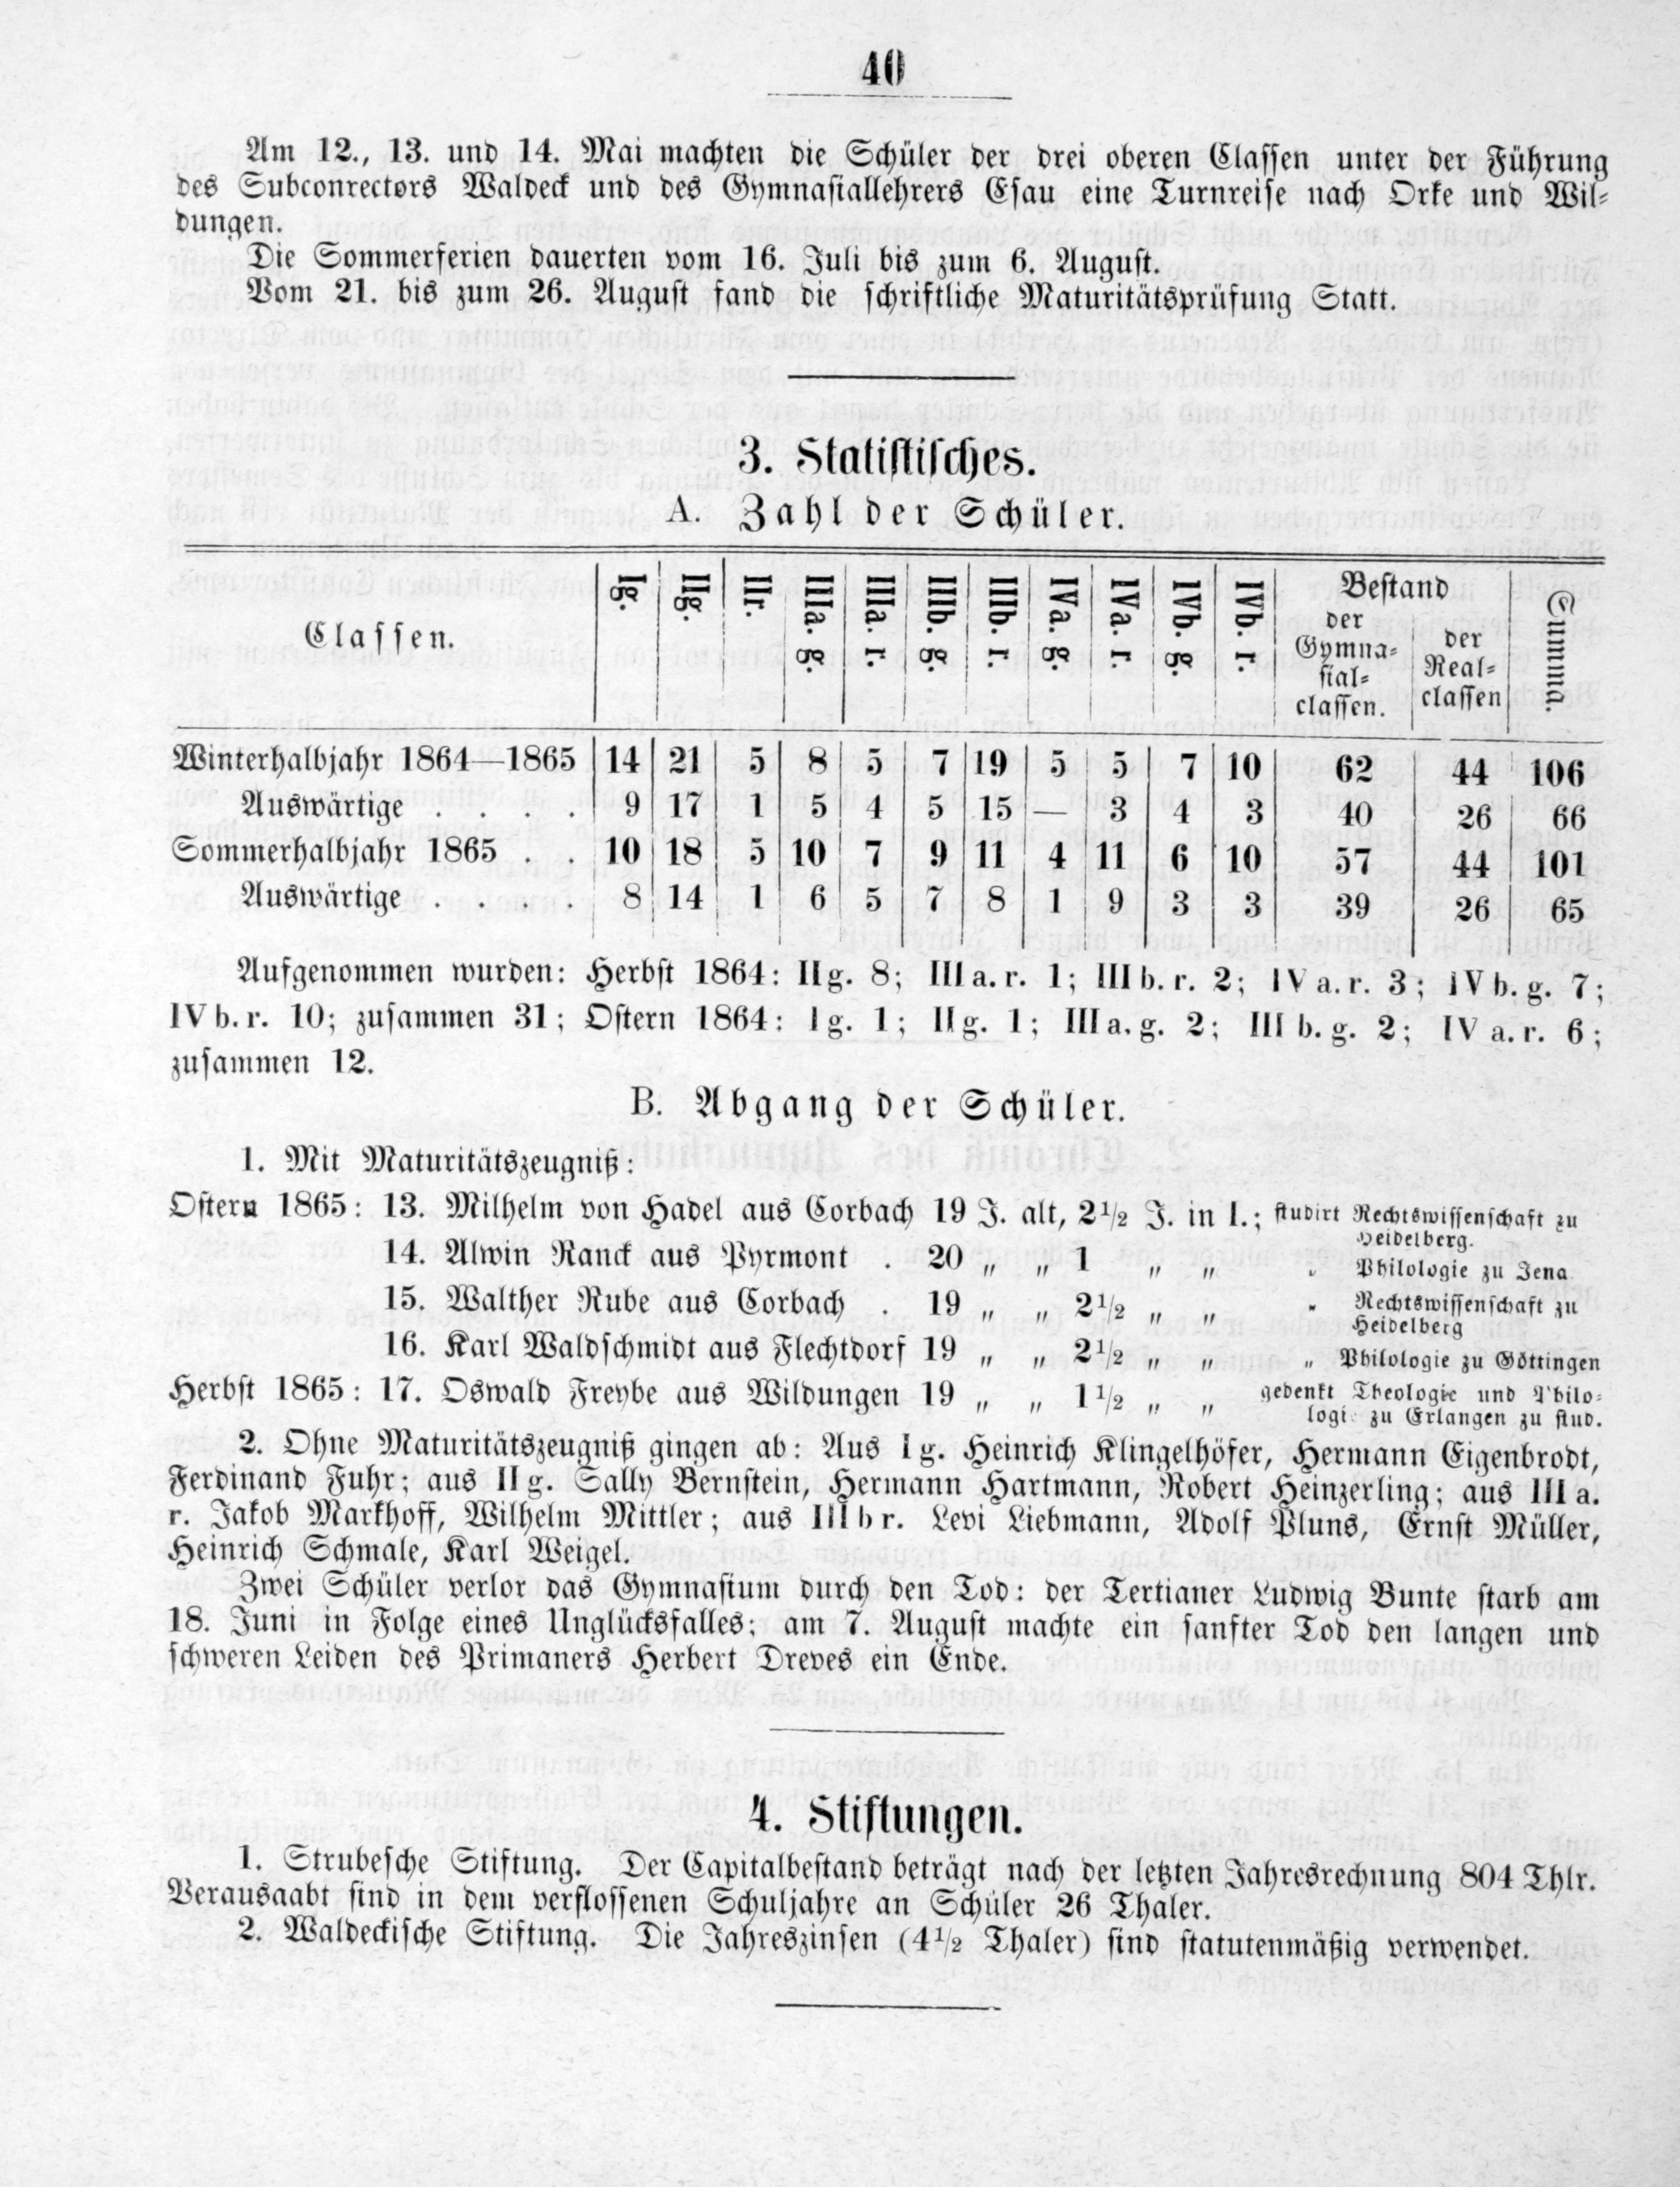 40
Am 12., 13. und 14. Mai machten die Schüler der drei oberen Classen unter der Führung
des Subconrectors Waldeck und des Gymnasiallehrers Esau eine Turnreise nach Orke und Wil-
dungen.
Die Sommerferien dauerten vom 16. Juli bis zum 6. August.
Vom 21. bis zum 26. August fand die schriftliche Maturitätsprüfung Statt.
3. Statistisches.
A. Zahl der Schüler.
Classen. Ig. IIg. IIr. IIIa. g. IIIa. r. IIIb. g. IIIb. r. IVa. g. IVa. r. IVb. g. IVb. r. Bestand der Gymna-sial-classen. der Real-classen Summa.
Winterhalbjahr 1864—1865 14 21 5 8 5 7 19 5 5 7 10 62 44 106
Auswärtige . . . . 9 17 1 5 4 5 15 — 3 4 3 40 26 66
Sommerhalbjahr 1865 . . 10 18 5 10 7 9 11 4 11 6 10 57 44 101
Auswärtige . . . . 8 14 1 6 5 7 8 1 9 3 3 39 26 65
Aufgenommen wurden: Herbst 1864: IIg. 8; IIIa. r. 1; IIIb. r. 2; IVa. r. 3; IVb. g. 7;
IVb. r. 10; zusammen 31; Ostern 1864: Ig. 1; IIg. 1; IIIa. g. 2; IIIb. g. 2; IVa. r. 6;
zusammen 12.
B. Abgang der Schüler.
1. Mit Maturitätszeugniß:
Ostern 1865: 13. Milhelm von Hadel aus Corbach 19 J. alt, 2½ J. in I.; studirt Rechtswissenschaft zu
Heidelberg.
14. Alwin Ranck aus Pyrmont . 20 „ „ 1 „ „ „ Philologie zu Jena
15. Walther Rube aus Corbach . 19 „ „ 2½ „ „ „ Rechtswissenschaft zu
Heidelberg
16. Karl Waldschmidt aus Flechtdorf 19 „ „ 2½ „ „ „ Philologie zu Göttingen
Herbst 1865: 17. Oswald Freybe aus Wildungen 19 „ „ 1½ „ „ gedenkt Theologie und Philo-
logi zu Erlangen zu stud.
2. Ohne Maturitätszeugniß gingen ab: Aus Ig. Heinrich Klingelhöfer, Hermann Eigenbrodt,
Ferdinand Fuhr; aus IIg. Sally Bernstein, Hermann Hartmann, Robert Heinzerling; aus IIIa.
r. Jakob Markhoff, Wilhelm Mittler; aus IIIb r. Levi Liebmann, Adolf Pluns, Ernst Müller,
Heinrich Schmale, Karl Weigel.
Zwei Schüler verlor das Gymnasium durch den Tod: der Tertianer Ludwig Bunte starb am
18. Juni in Folge eines Unglücksfalles; am 7. August machte ein sanfter Tod den langen und
schweren Leiden des Primaners Herbert Dreves ein Ende.
4. Stiftungen.
1. Strubesche Stiftung. Der Capitalbestand beträgt nach der letzten Jahresrechnung 804 Thlr.
Verausgabt sind in dem verflossenen Schuljahre an Schüler 26 Thaler.
2. Waldeckische Stiftung. Die Jahreszinsen (4½ Thaler) sind statutenmäßig verwendet.